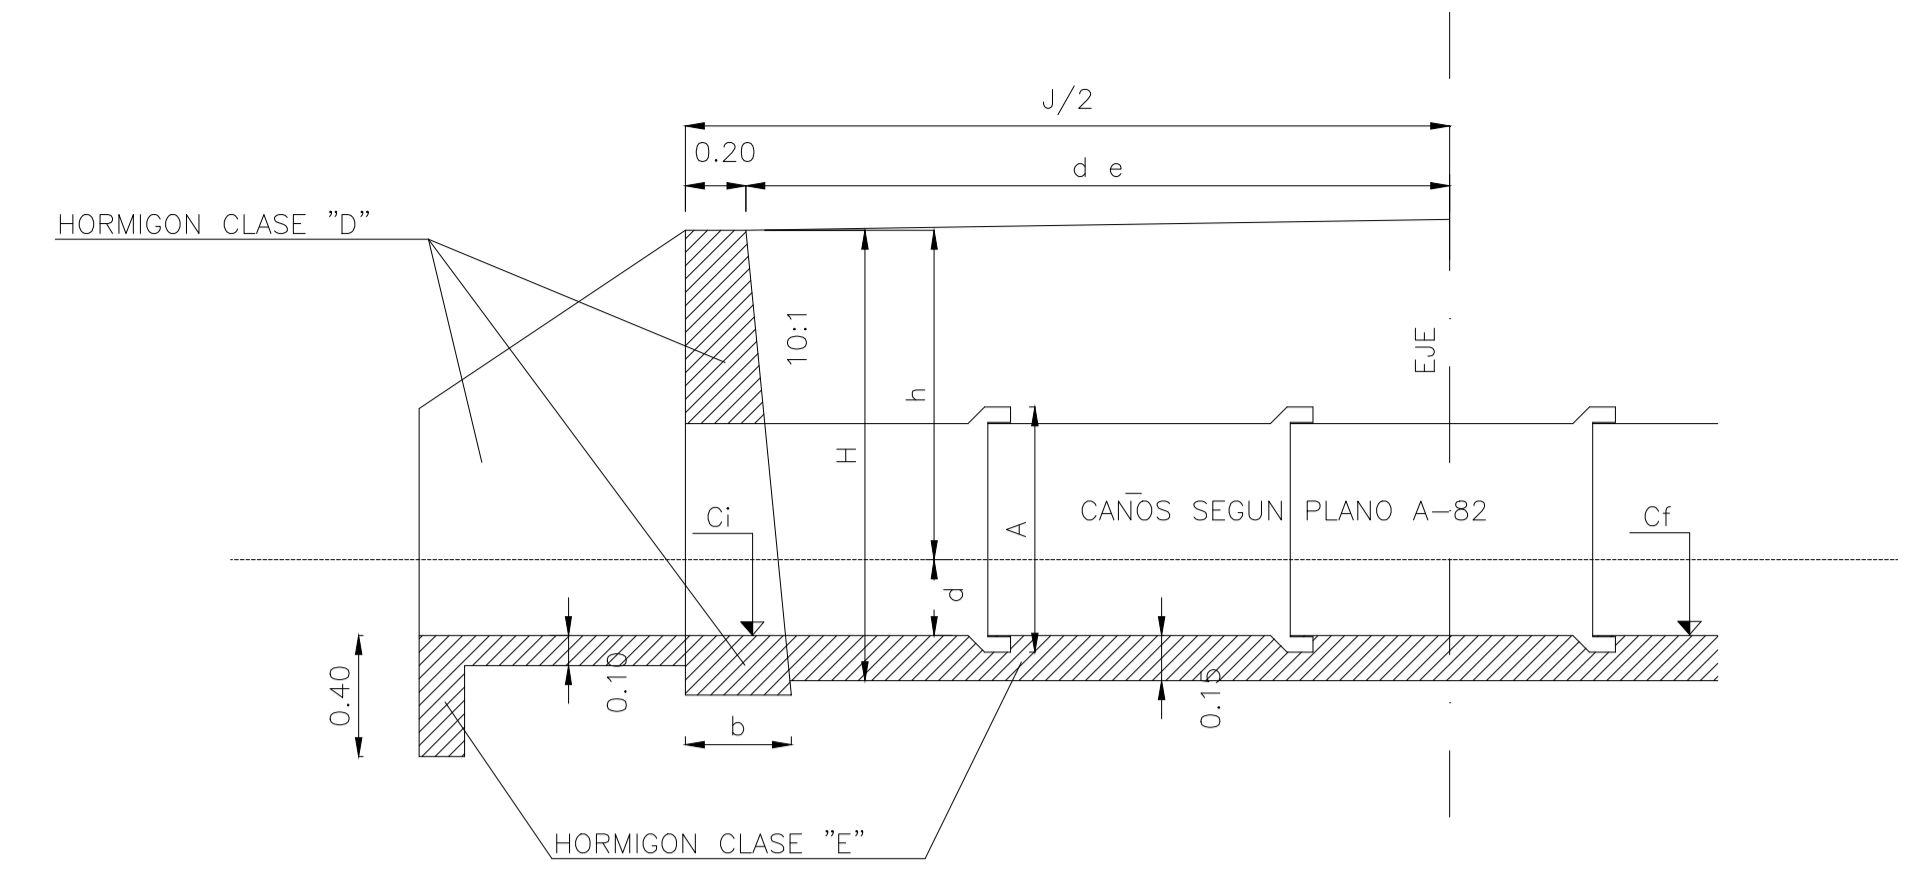 J/2
0.20
d e
HORMIGON CLASE "D"
10:1
EJE
h
H
A
CAÑOS SEGUN PLANO A-82
Ci
Cf
d
0.40
0.10
0.15
b
HORMIGON CLASE "E"